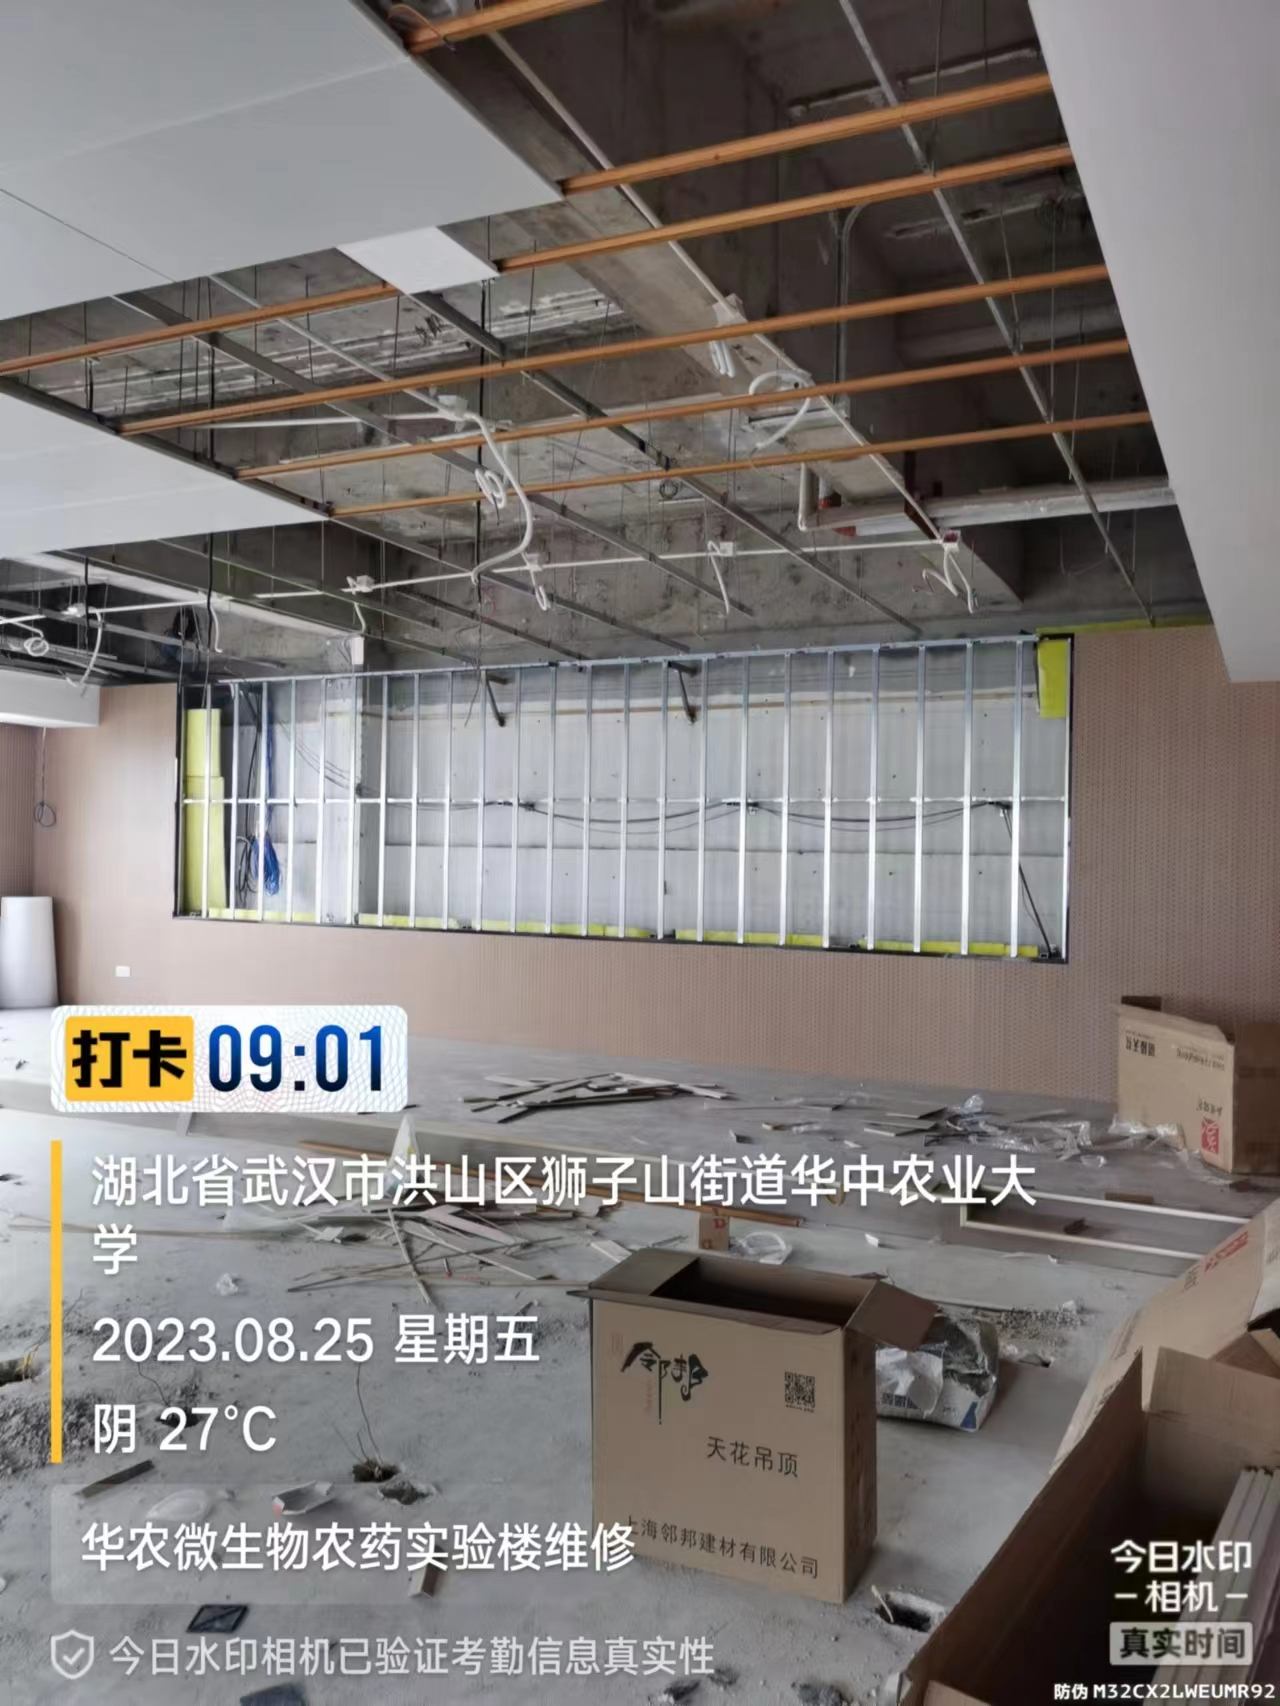 打卡 09:01
湖北省武汉市洪山区狮子山街道华中农业大
学
2023.08.25 星期五
阴 27°C
邻邦
天花吊顶
上海邻邦建材有限公司
华农微生物农药实验楼维修
今日水印相机已验证考勤信息真实性
今日水印
-相机-
真实时间
防伪 M32CX2LWEUMR92